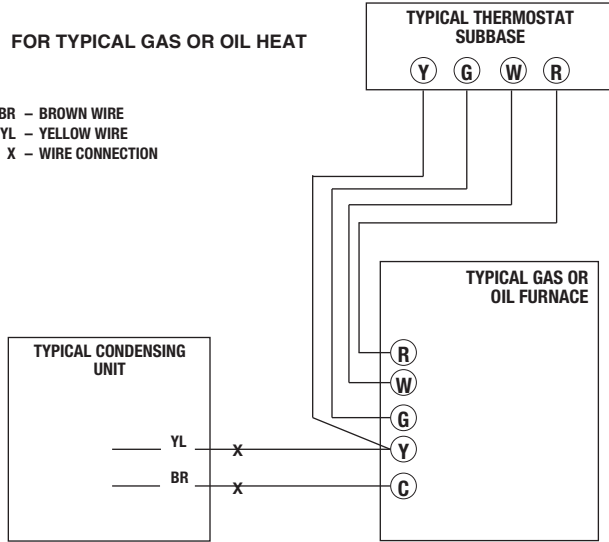 FOR TYPICAL GAS OR OIL HEAT
BR – BROWN WIRE
YL – YELLOW WIRE
X – WIRE CONNECTION
TYPICAL THERMOSTAT
SUBBASE
Y G W R
TYPICAL GAS OR
OIL FURNACE
R
W
G
Y
C
TYPICAL CONDENSING
UNIT
YL X
BR X